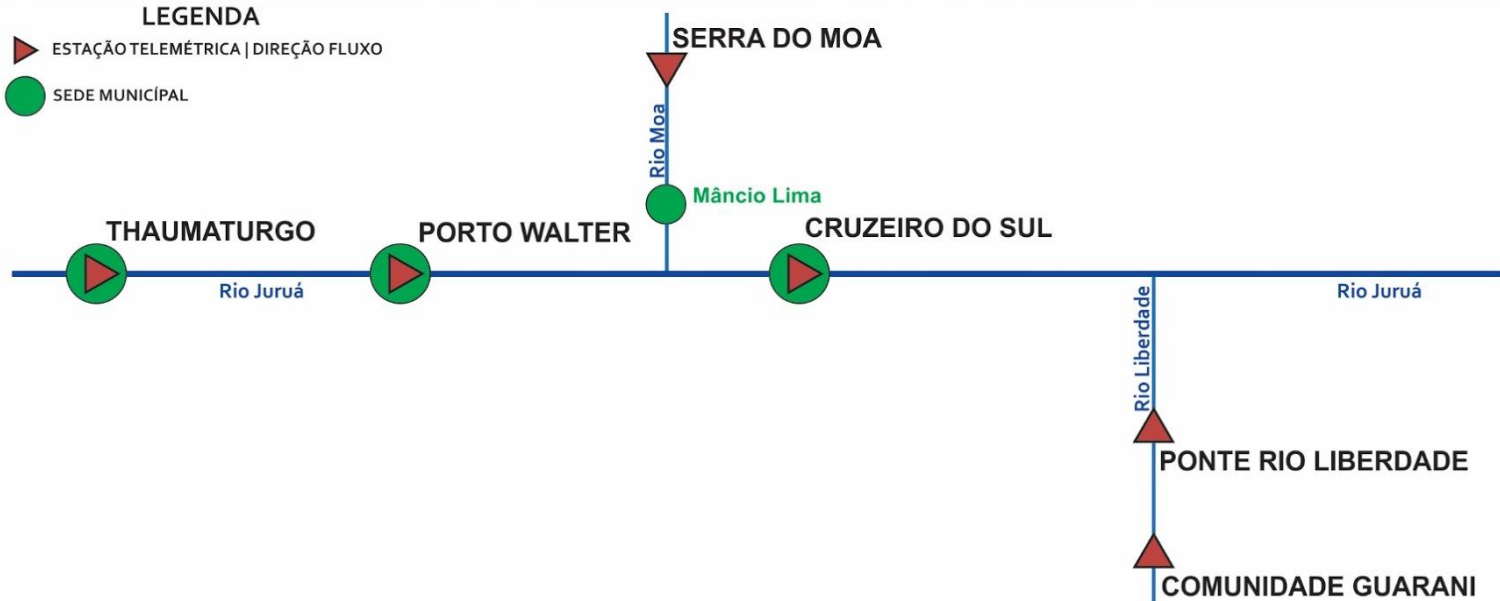 LEGENDA
ESTAÇÃO TELEMÉTRICA | DIREÇÃO FLUXO
SEDE MUNICÍPAL
SERRA DO MOA
Rio Moa
Mâncio Lima
THAUMATURGO
PORTO WALTER
CRUZEIRO DO SUL
Rio Juruá
Rio Juruá
Rio Liberdade
PONTE RIO LIBERDADE
COMUNIDADE GUARANI